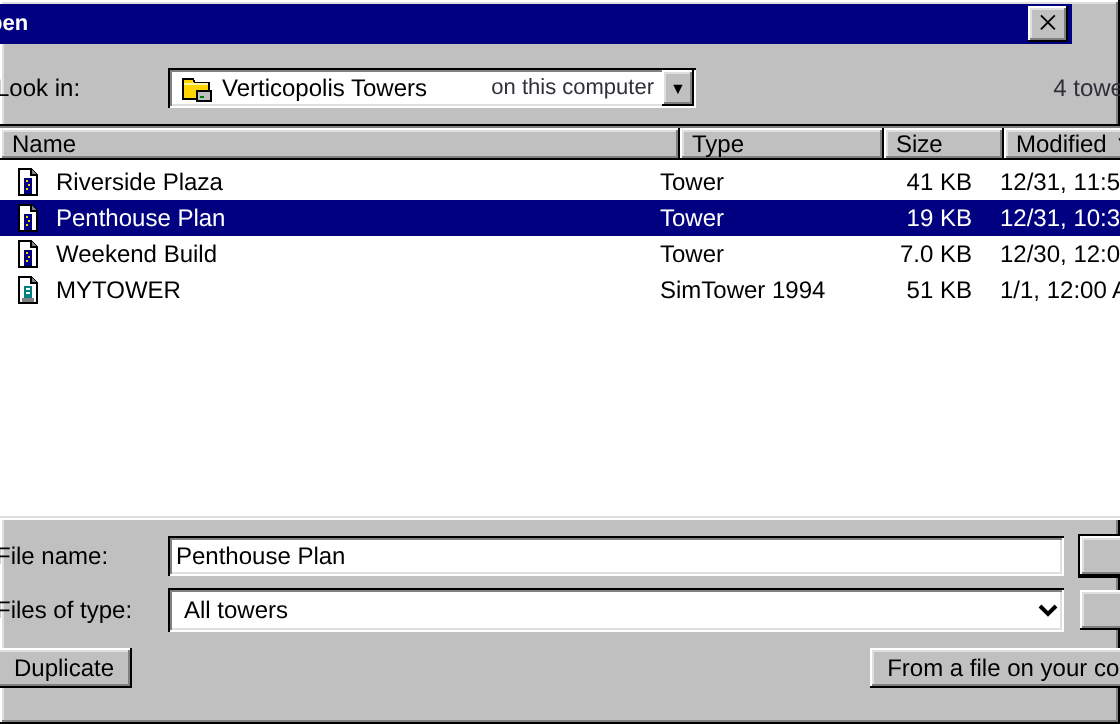 pen
Look in: Verticopolis Towers on this computer ▼ 4 towe
Name Type Size Modified
Riverside Plaza Tower 41 KB 12/31, 11:5
Penthouse Plan Tower 19 KB 12/31, 10:3
Weekend Build Tower 7.0 KB 12/30, 12:0
MYTOWER SimTower 1994 51 KB 1/1, 12:00 A
File name: Penthouse Plan
Files of type: All towers
Duplicate From a file on your co